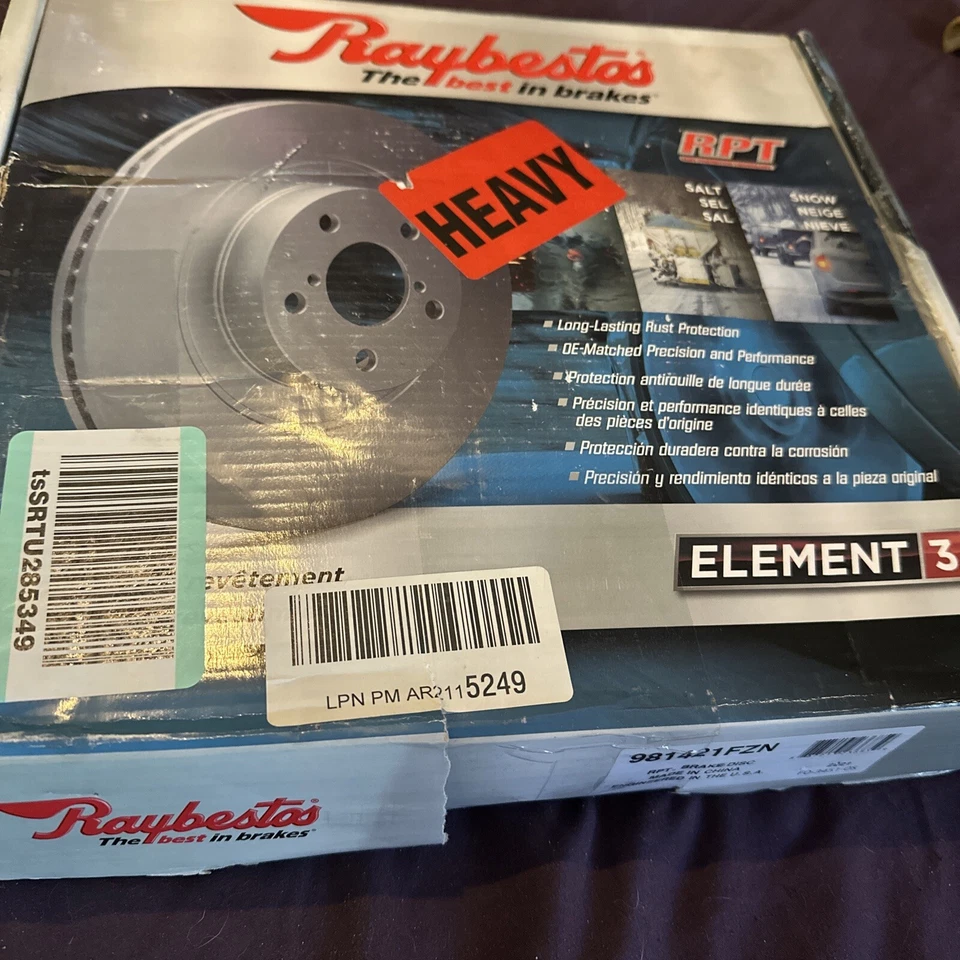 Raybestos
The best in brakes
RPT
HEAVY
SALT
SEL
SAL
SNOW
NEIGE
NIEVE
Long-Lasting Rust Protection
OE-Matched Precision and Performance
Protection antirouille de longue durée
Précision et performance identiques à celles
des pièces d'origine
Protección duradera contra la corrosión
Precisión y rendimiento idénticos a la pieza original
ELEMENT 3
tsSRTU285349
LPN PM AR2115249
981421FZN
RPT- BRAKE DISC
MADE IN CHINA
IN THE U.S.A.
Raybestos
The best in brakes